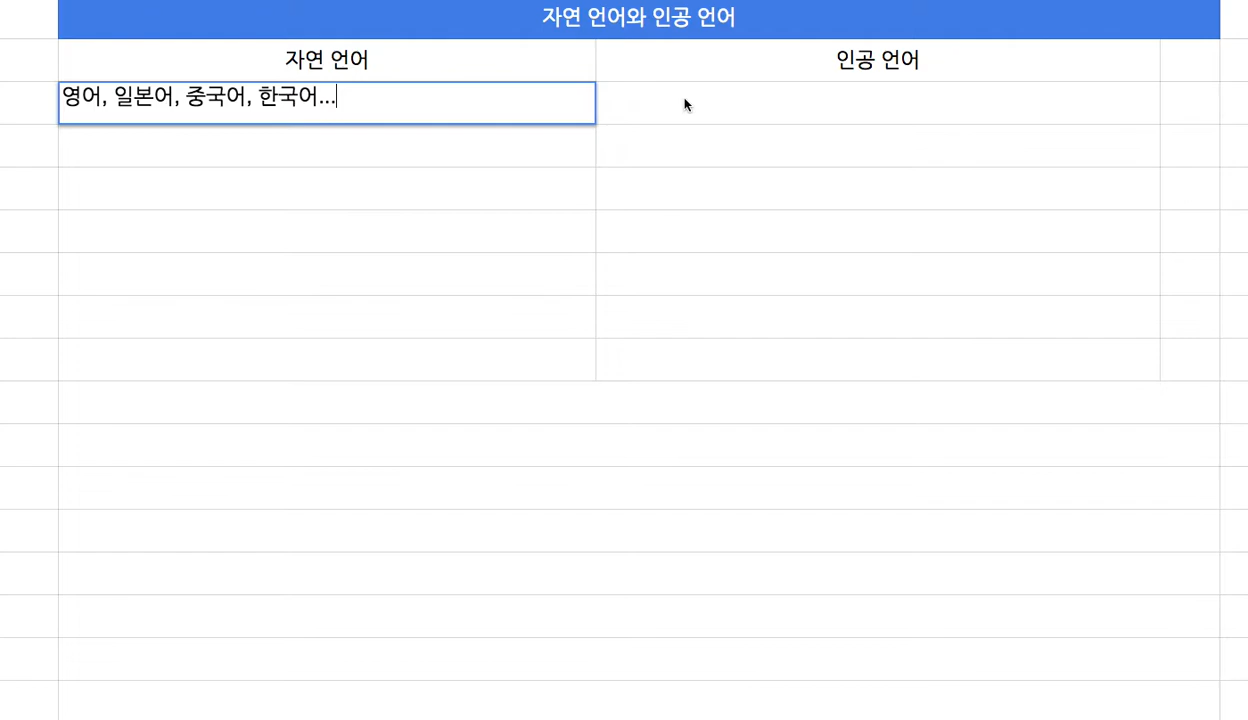 자연 언어와 인공 언어
자연 언어
인공 언어
영어, 일본어, 중국어, 한국어...